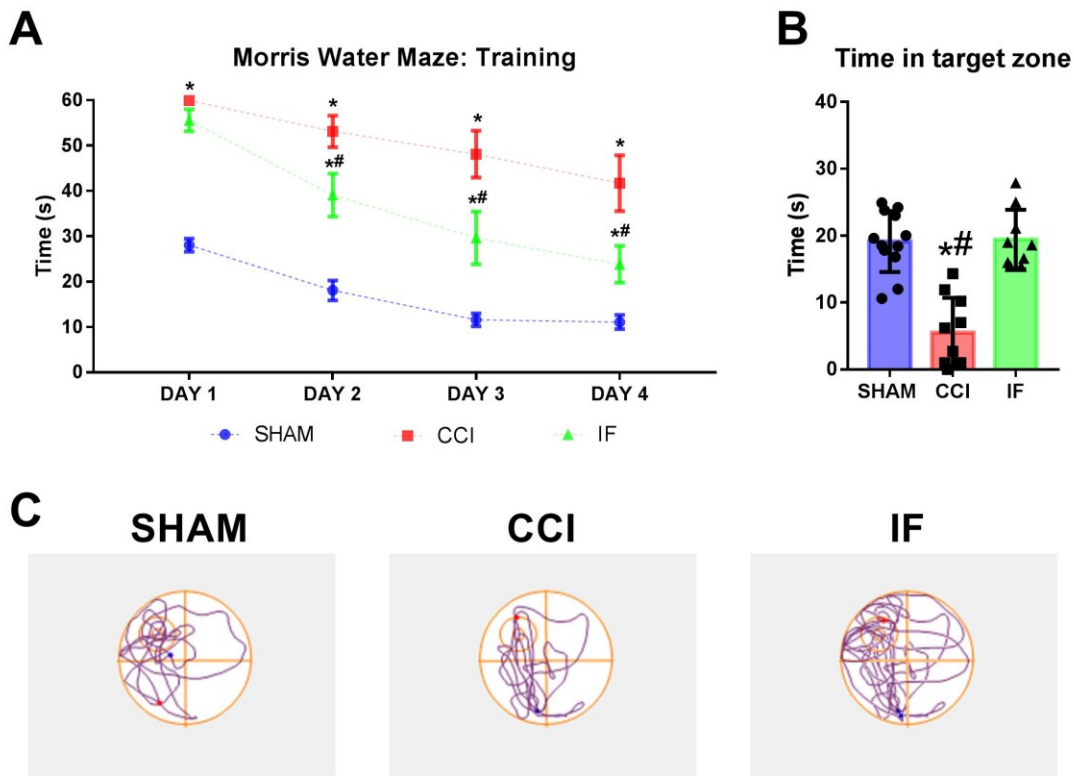 A
Morris Water Maze: Training
Time (s)
60
50
40
30
20
10
0
*
*
*
*
*#
*#
*#
DAY 1 DAY 2 DAY 3 DAY 4
SHAM CCI IF
B
Time in target zone
Time (s)
40
30
20
10
0
*#
SHAM CCI IF
C
SHAM CCI IF